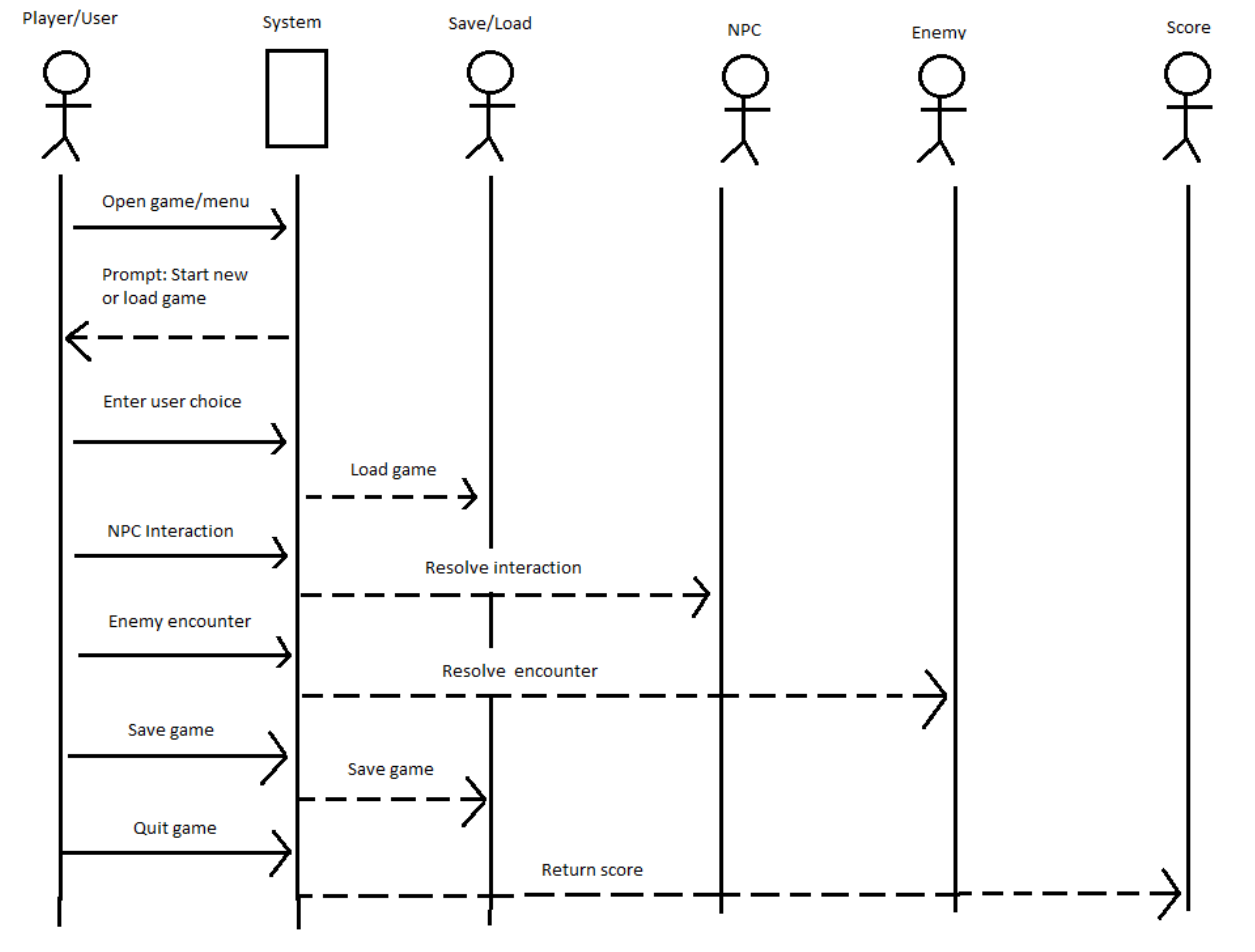 Player/User
System
Save/Load
NPC
Enemy
Score
Open game/menu
Prompt: Start new
or load game
Enter user choice
Load game
NPC Interaction
Resolve interaction
Enemy encounter
Resolve encounter
Save game
Save game
Quit game
Return score